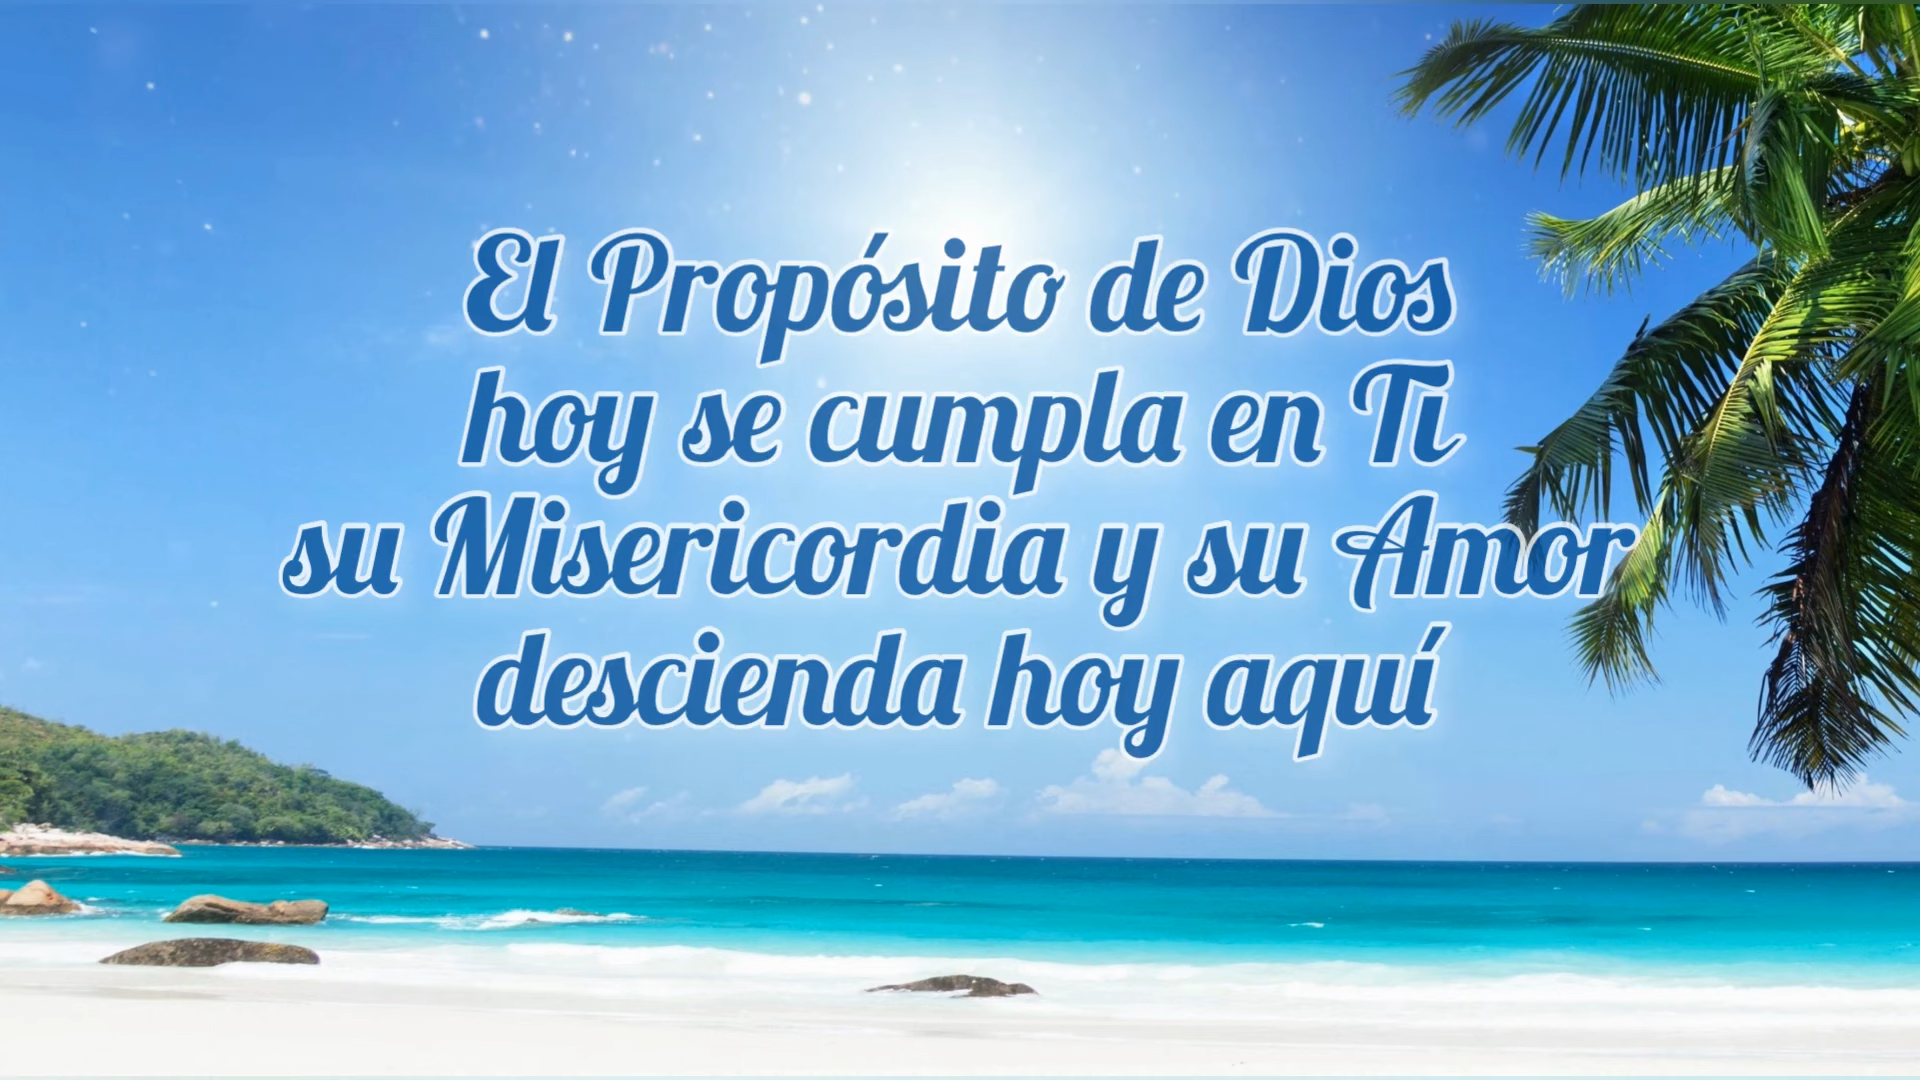 El Propósito de Dios
hoy se cumpla en Ti
su Misericordia y su Amor
descienda hoy aquí